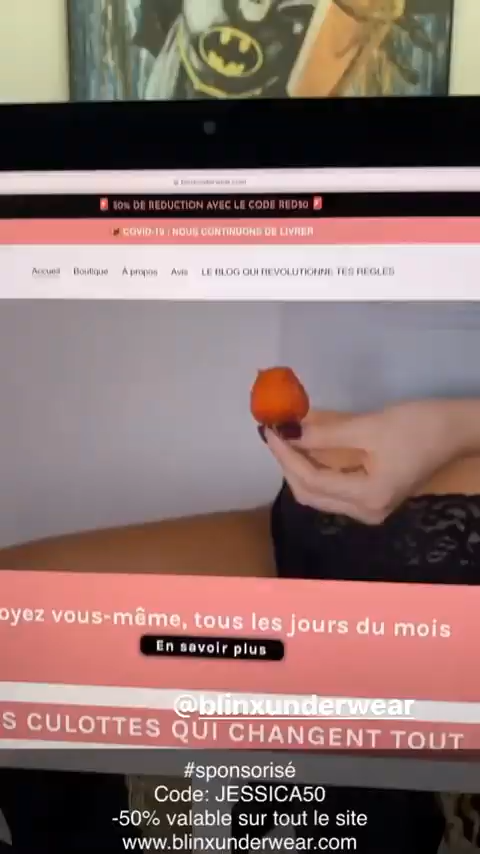 blinxunderwear.com
🚨 50% DE REDUCTION AVEC LE CODE RED50 🚨
COVID-19 : NOUS CONTINUONS DE LIVRER
Accueil Boutique À propos Avis LE BLOG QUI REVOLUTIONNE TES REGLES
oyez vous-même, tous les jours du mois
En savoir plus
@blinxunderwear
S CULOTTES QUI CHANGENT TOUT
#sponsorisé
Code: JESSICA50
-50% valable sur tout le site
www.blinxunderwear.com